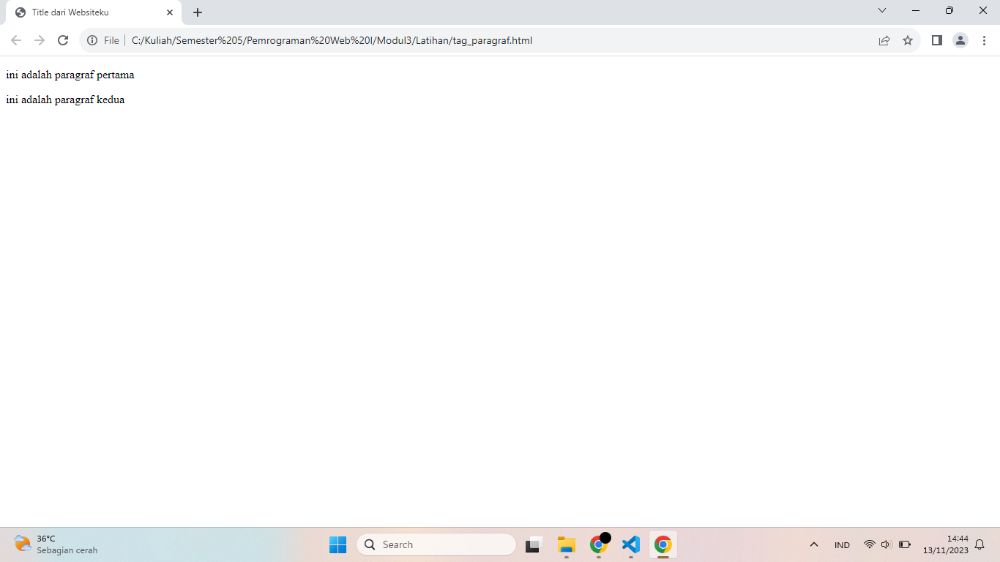 Title dari Websiteku
File
C:/Kuliah/Semester%205/Pemrograman%20Web%20I/Modul3/Latihan/tag_paragraf.html
ini adalah paragraf pertama
ini adalah paragraf kedua
36°C
Sebagian cerah
Search
IND
14:44
13/11/2023